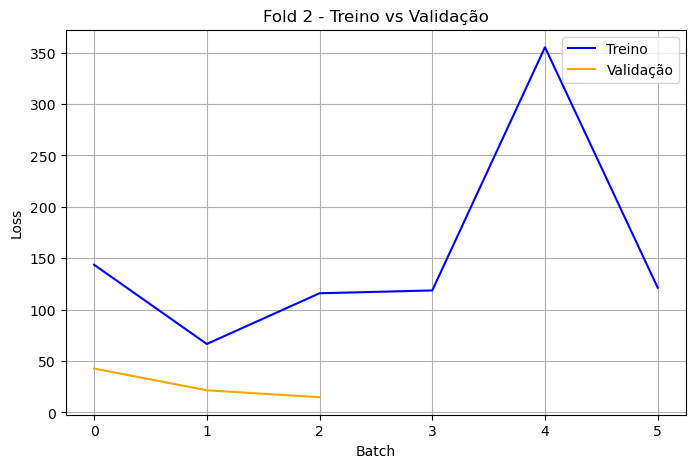 Fold 2 - Treino vs Validação
Treino
Validação
350
300
250
200
150
100
50
0
Loss
0 1 2 3 4 5
Batch